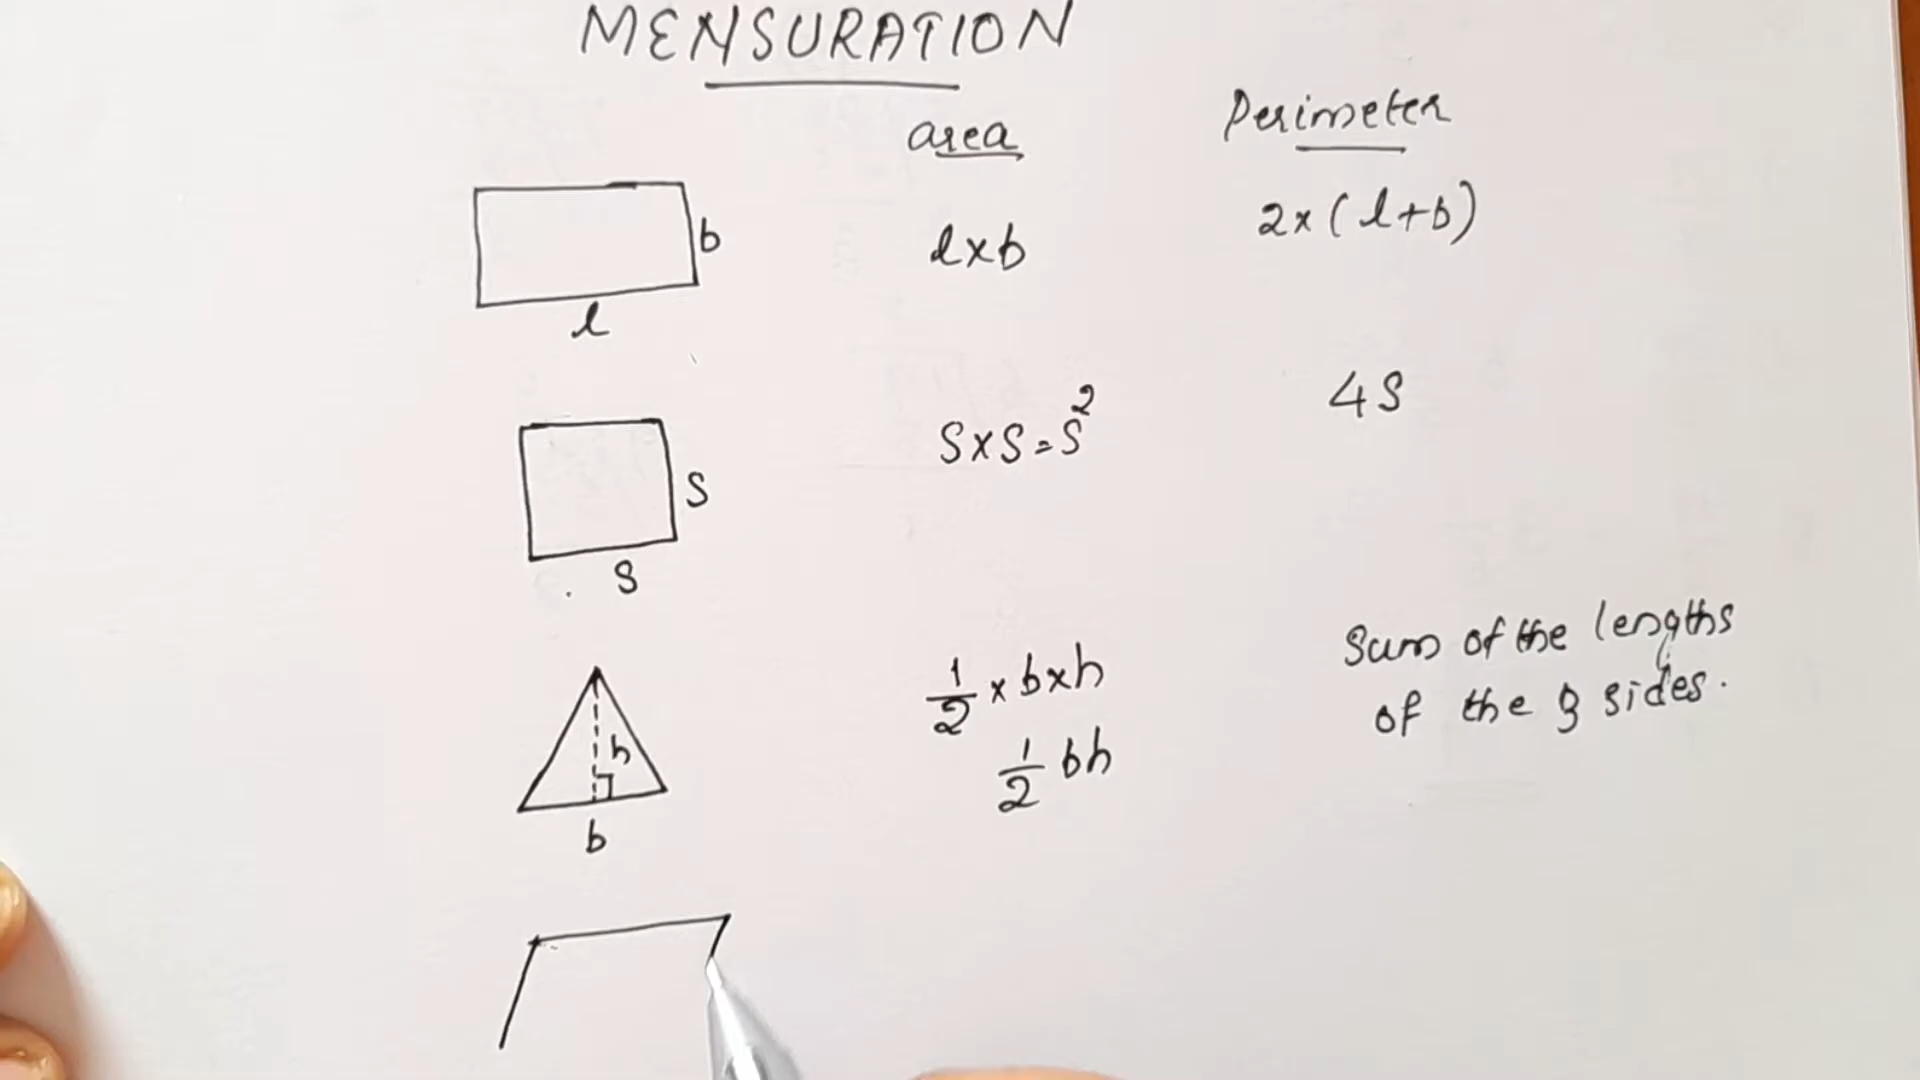 MENSURATION
area
Perimeter
l
b
l×b
2×(l+b)
s
s
s×s=s²
4s
h
b
1/2 × b×h
1/2 bh
Sum of the lengths
of the 3 sides.